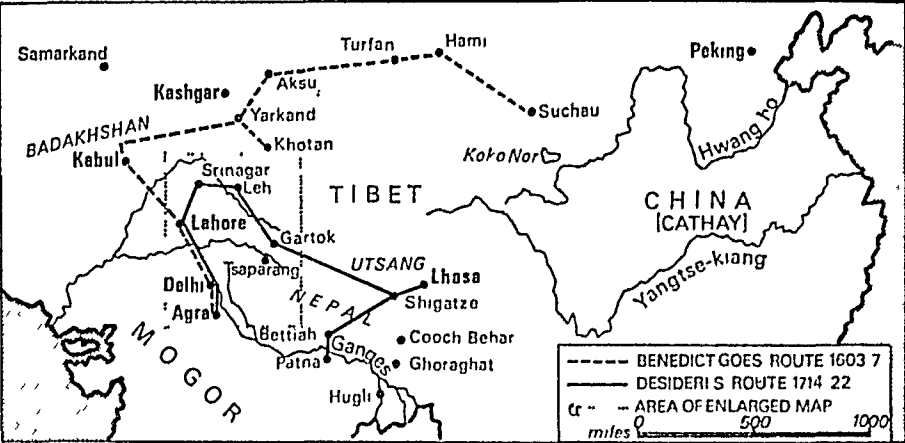 Samarkand
Turfan
Hami
Peking
Aksu
Kashgar
Yarkand
Suchau
BADAKHSHAN
Khotan
Kabul
Koko Nor
Hwang ho
Srinagar
Leh
TIBET
CHINA
[CATHAY]
Lahore
Gartok
Yangtse-kiang
UTSANG
Tsaparang
Lhasa
Delhi
NEPAL
Shigatze
Agra
MOGOR
Bettiah
Ganges
Cooch Behar
Patna
Ghoraghat
Hugli
BENEDICT GOES ROUTE 1603 7
DESIDERI S ROUTE 1714 22
AREA OF ENLARGED MAP
miles 0 500 1000